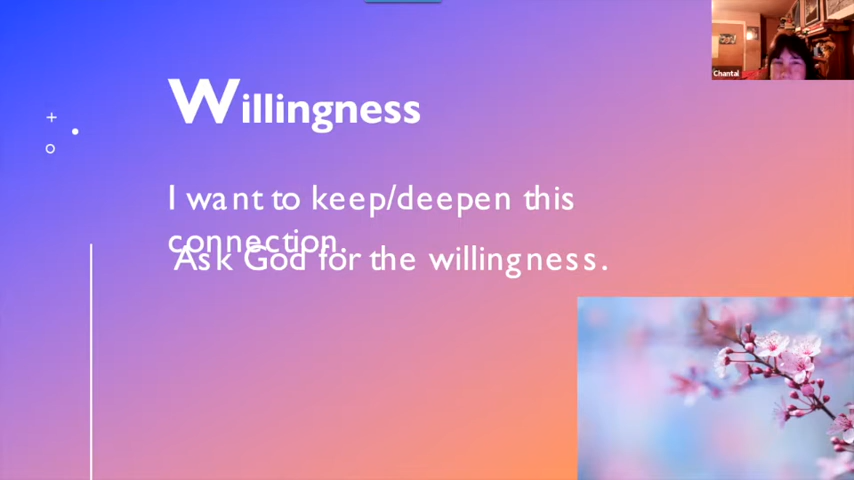 Willingness
I want to keep/deepen this
connection.
Ask God for the willingness.
Chantal